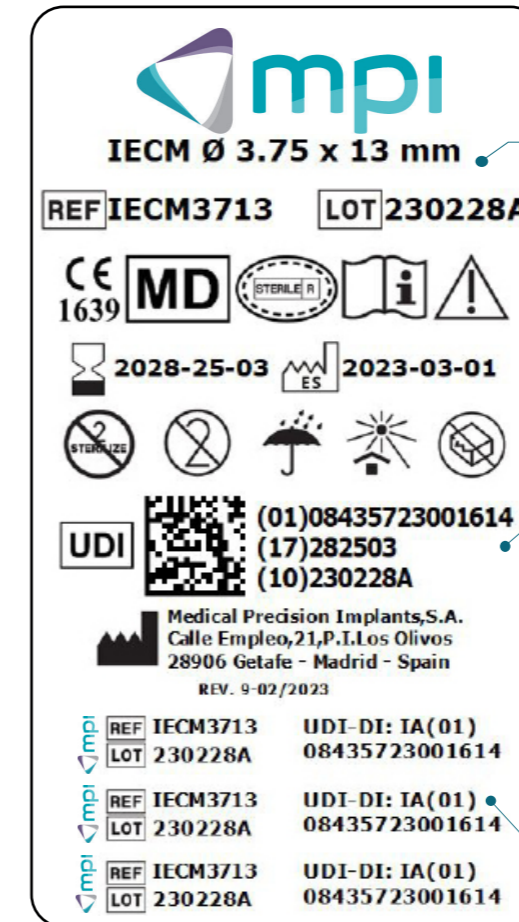 mpi
IECM Ø 3.75 x 13 mm
REF IECM3713 LOT 230228A
CE 1639 MD STERILE R i
2028-25-03 ES 2023-03-01
2 STERILIZE 2
UDI
(01)08435723001614
(17)282503
(10)230228A
Medical Precision Implants,S.A.
Calle Empleo,21,P.I.Los Olivos
28906 Getafe - Madrid - Spain
REV. 9-02/2023
mpi REF IECM3713 UDI-DI: IA(01)
LOT 230228A 08435723001614
mpi REF IECM3713 UDI-DI: IA(01)
LOT 230228A 08435723001614
mpi REF IECM3713 UDI-DI: IA(01)
LOT 230228A 08435723001614